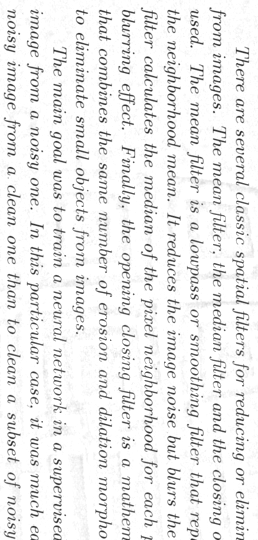 There are several classic spatial filters for reducing or elimin
from images. The mean filter, the median filter and the closing o
used. The mean filter is a lowpass or smoothing filter that repl
the neighborhood mean. It reduces the image noise but blurs the
filter calculates the median of the pixel neighborhood for each p
blurring effect. Finally, the opening closing filter is a mathem
that combines the same number of erosion and dilation morpho
to eliminate small objects from images.
The main goal was to train a neural network in a supervised
image from a noisy one. In this particular case, it was much ea
noisy image from a clean one than to clean a subset of noisy